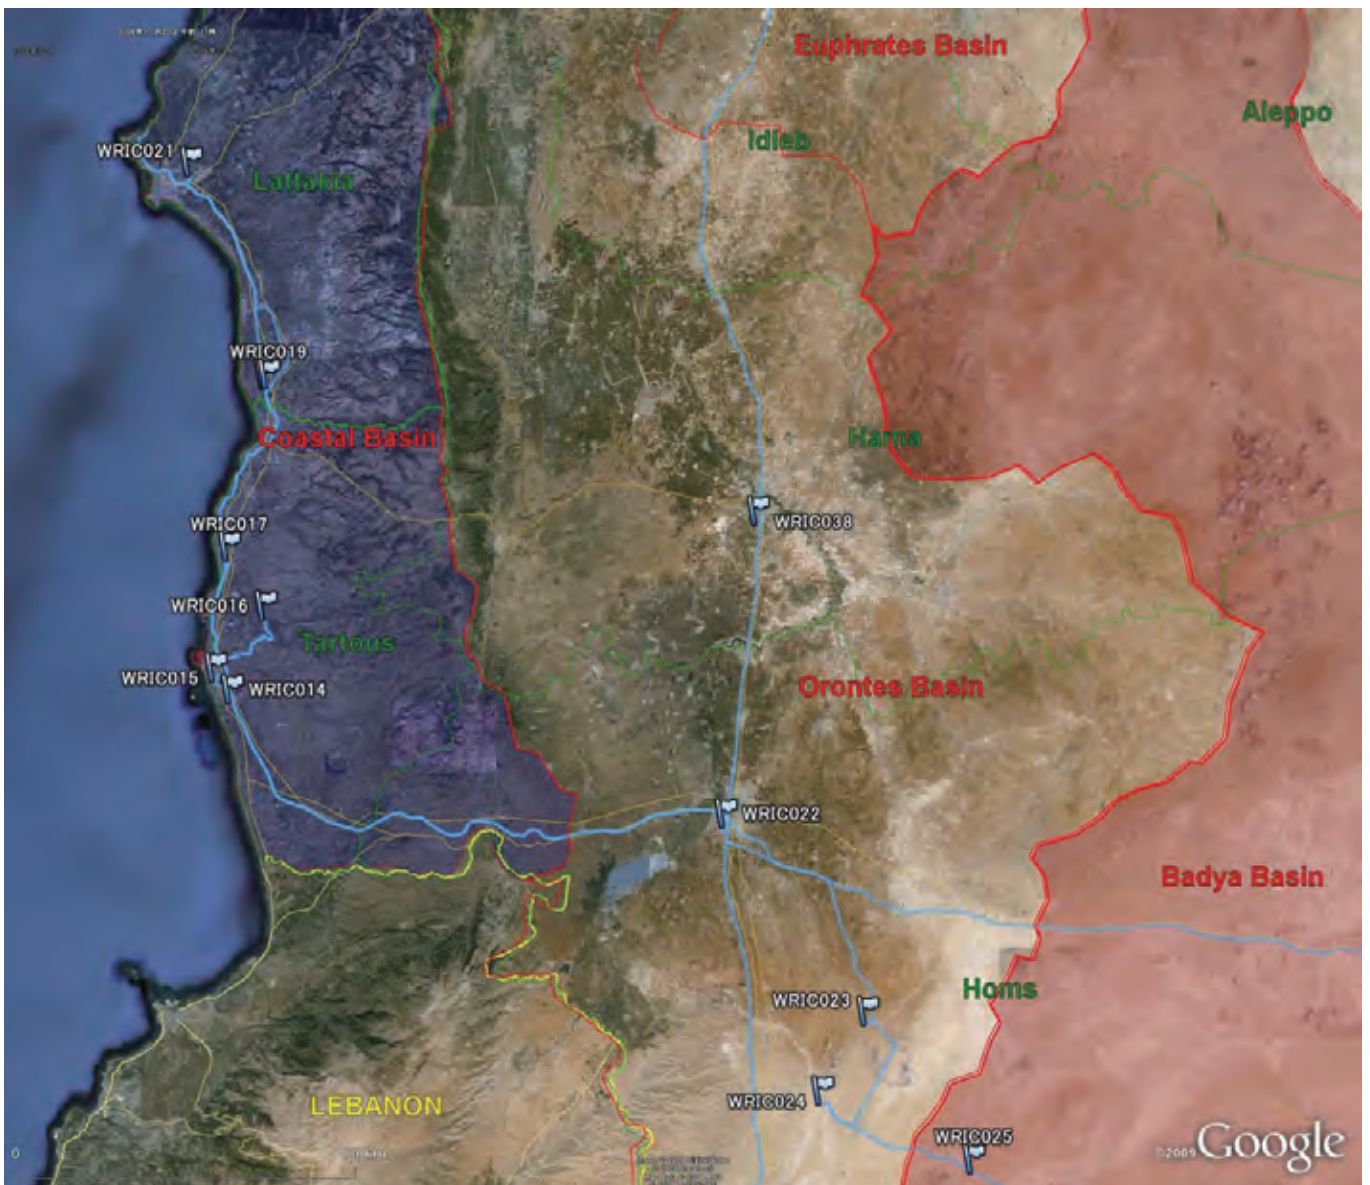 Euphrates Basin
Aleppo
Idleb
WRIC021
Lattakia
WRIC019
Coastal Basin
Hama
WRIC017
WRIC038
WRIC016
Tartous
WRIC015
WRIC014
Orontes Basin
WRIC022
Badya Basin
WRIC023
Homs
WRIC024
LEBANON
WRIC025
©2009 Google
0